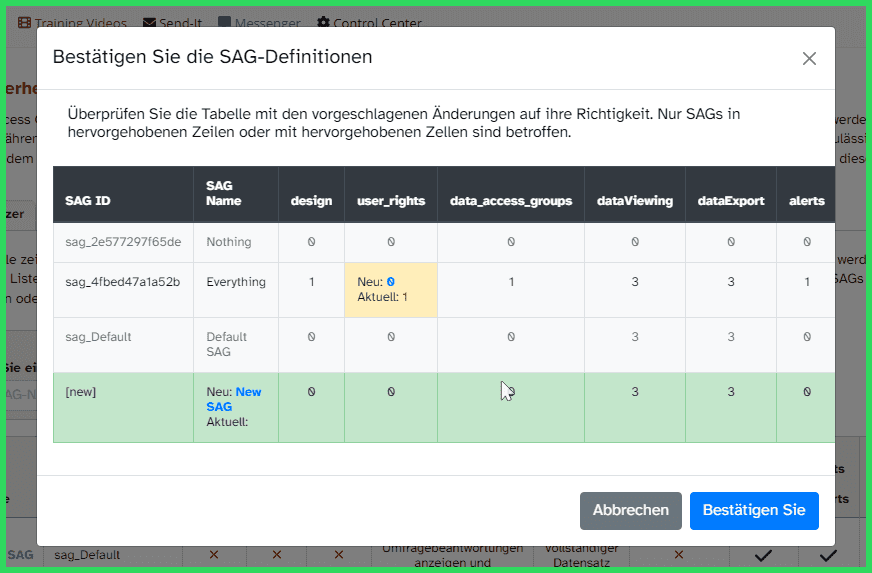 Training Videos Send-It Messenger Control Center
Bestätigen Sie die SAG-Definitionen
Überprüfen Sie die Tabelle mit den vorgeschlagenen Änderungen auf ihre Richtigkeit. Nur SAGs in
hervorgehobenen Zeilen oder mit hervorgehobenen Zellen sind betroffen.
SAG ID SAG Name design user_rights data_access_groups dataViewing dataExport alerts
sag_2e577297f65de Nothing 0 0 0 0 0 0
sag_4fbed47a1a52b Everything 1 Neu: 0 1 3 3 1
Aktuell: 1
sag_Default Default 0 0 0 3 3 0
SAG
[new] Neu: New 0 0 0 3 3 0
SAG
Aktuell:
Abbrechen Bestätigen Sie
SAG sag_Default Umfragebeantwortungen Vollständiger
anzeigen und Datensatz